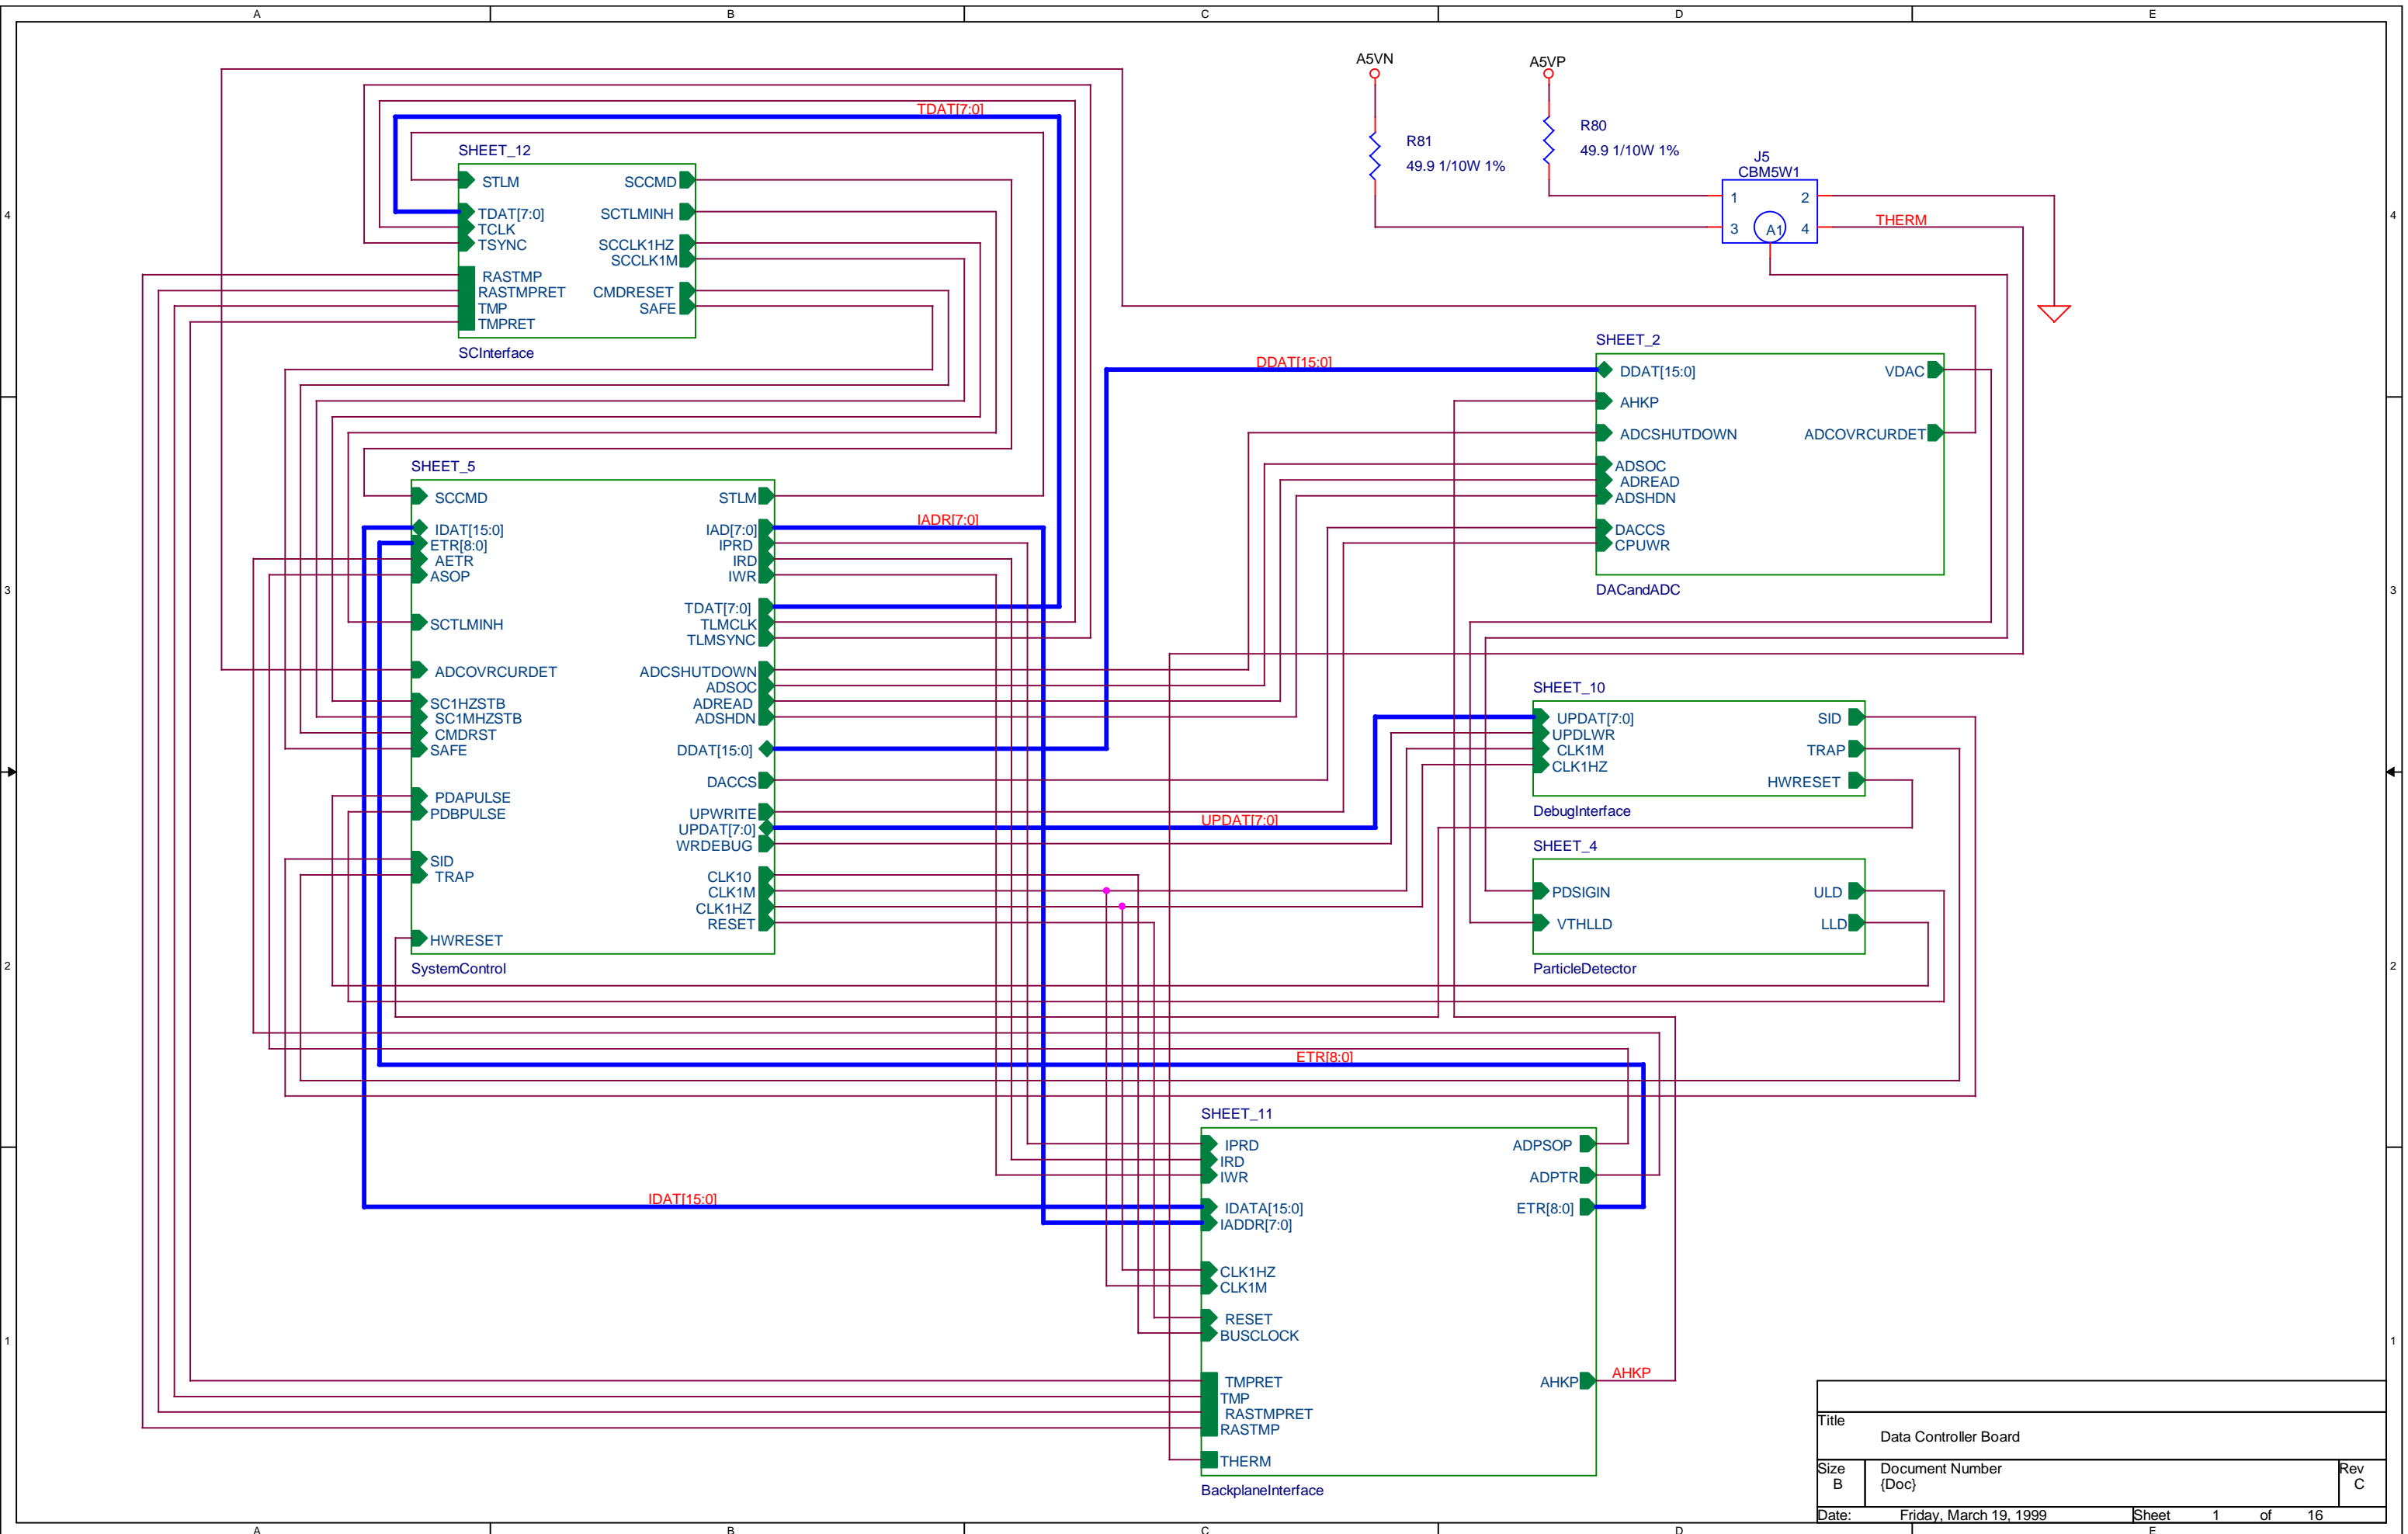 A B C D E
A5VN
A5VP
R81
49.9 1/10W 1%
R80
49.9 1/10W 1%
J5
CBM5W1
1 2
3 A1 4
THERM
TDAT[7:0]
4 4
SHEET_12
STLM SCCMD
TDAT[7:0] SCTLMINH
TCLK
TSYNC SCCLK1HZ
SCCLK1M
RASTMP
RASTMPRET CMDRESET
TMP SAFE
TMPRET
SCInterface
SHEET_2
DDAT[15:0]
DDAT[15:0] VDAC
AHKP
ADCSHUTDOWN ADCOVRCURDET
ADSOC
ADREAD
ADSHDN
DACCS
CPUWR
DACandADC
3 3
SHEET_5
SCCMD STLM
IADR[7:0]
IDAT[15:0] IAD[7:0]
ETR[8:0] IPRD
AETR IRD
ASOP IWR
TDAT[7:0]
SCTLMINH TLMCLK
TLMSYNC
ADCOVRCURDET ADCSHUTDOWN
ADSOC
SC1HZSTB ADREAD
SC1MHZSTB ADSHDN
CMDRST
SAFE DDAT[15:0]
DACCS
PDAPULSE
PDBPULSE UPWRITE
UPDAT[7:0]
UPDAT[7:0]
WRDEBUG
SID
TRAP CLK10
CLK1M
CLK1HZ
RESET
HWRESET
SystemControl
SHEET_10
UPDAT[7:0] SID
UPDLWR
CLK1M TRAP
CLK1HZ
HWRESET
DebugInterface
SHEET_4
PDSIGIN ULD
VTHLLD LLD
ParticleDetector
2 2
ETR[8:0]
SHEET_11
IPRD ADPSOP
IRD
IWR ADPTR
IDAT[15:0]
IDATA[15:0] ETR[8:0]
IADDR[7:0]
CLK1HZ
CLK1M
RESET
BUSCLOCK
TMPRET AHKP
AHKP
TMP
RASTMPRET
RASTMP
THERM
BackplaneInterface
1 1
Title
Data Controller Board
Size Document Number Rev
B {Doc} C
Date: Friday, March 19, 1999 Sheet 1 of 16
A B C D E